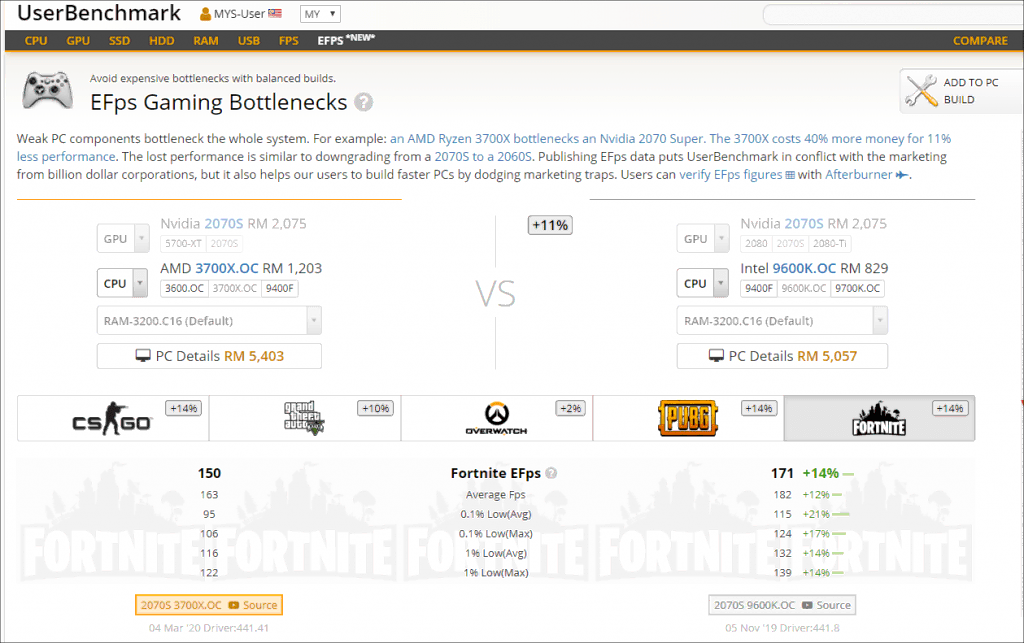 UserBenchmark MYS-User MY
CPU GPU SSD HDD RAM USB FPS EFPS *NEW* COMPARE
Avoid expensive bottlenecks with balanced builds.
EFps Gaming Bottlenecks ?
ADD TO PC
BUILD
Weak PC components bottleneck the whole system. For example: an AMD Ryzen 3700X bottlenecks an Nvidia 2070 Super. The 3700X costs 40% more money for 11%
less performance. The lost performance is similar to downgrading from a 2070S to a 2060S. Publishing EFps data puts UserBenchmark in conflict with the marketing
from billion dollar corporations, but it also helps our users to build faster PCs by dodging marketing traps. Users can verify EFps figures with Afterburner.
GPU
Nvidia 2070S RM 2,075
5700-XT 2070S
CPU
AMD 3700X.OC RM 1,203
3600.OC 3700X.OC 9400F
RAM-3200.C16 (Default)
PC Details RM 5,403
+11%
VS
GPU
Nvidia 2070S RM 2,075
2080 2070S 2080-Ti
CPU
Intel 9600K.OC RM 829
9400F 9600K.OC 9700K.OC
RAM-3200.C16 (Default)
PC Details RM 5,057
CS GO +14%
grand theft auto V +10%
OVERWATCH +2%
PUBG +14%
FORTNITE +14%
150 Fortnite EFps ? 171 +14%
163 Average Fps 182 +12%
95 0.1% Low(Avg) 115 +21%
106 0.1% Low(Max) 124 +17%
116 1% Low(Avg) 132 +14%
122 1% Low(Max) 139 +14%
FORTNITE FORTNITE FORTNITE FORTNITE FORTNITE
2070S 3700X.OC Source 2070S 9600K.OC Source
04 Mar '20 Driver:441.41 05 Nov '19 Driver:441.8